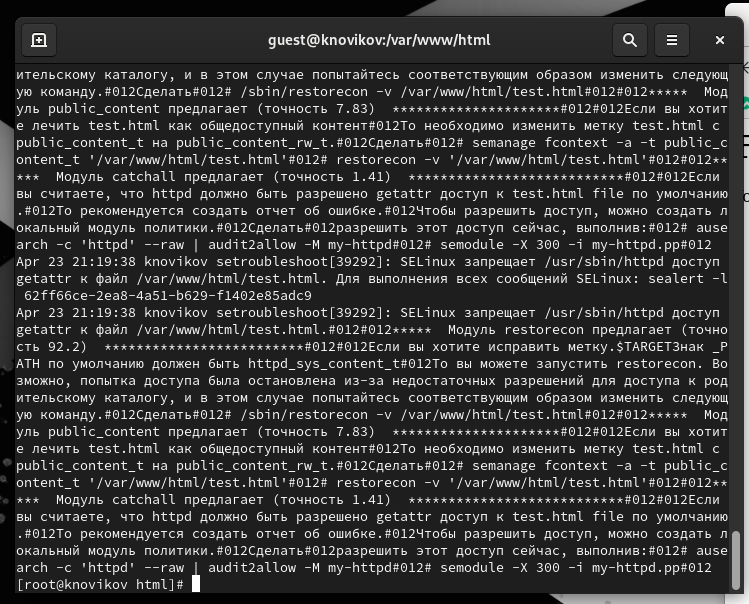 guest@knovikov:/var/www/html
ительскому каталогу, и в этом случае попытайтесь соответствующим образом изменить следующ
ую команду.#012Сделать#012# /sbin/restorecon -v /var/www/html/test.html#012#012*****  Мод
уль public_content предлагает (точность 7.83)  *********************#012#012Если вы хотит
е лечить test.html как общедоступный контент#012То необходимо изменить метку test.html с
public_content_t на public_content_rw_t.#012Сделать#012# semanage fcontext -a -t public_c
ontent_t '/var/www/html/test.html'#012# restorecon -v '/var/www/html/test.html'#012#012**
***  Модуль catchall предлагает (точность 1.41)  ***************************#012#012Если
вы считаете, что httpd должно быть разрешено getattr доступ к test.html file по умолчанию
.#012То рекомендуется создать отчет об ошибке.#012Чтобы разрешить доступ, можно создать л
окальный модуль политики.#012Сделать#012разрешить этот доступ сейчас, выполнив:#012# ause
arch -c 'httpd' --raw | audit2allow -M my-httpd#012# semodule -X 300 -i my-httpd.pp#012
Apr 23 21:19:38 knovikov setroubleshoot[39292]: SELinux запрещает /usr/sbin/httpd доступ
getattr к файл /var/www/html/test.html. Для выполнения всех сообщений SELinux: sealert -l
 62ff66ce-2ea8-4a51-b629-f1402e85adc9
Apr 23 21:19:38 knovikov setroubleshoot[39292]: SELinux запрещает /usr/sbin/httpd доступ
getattr к файл /var/www/html/test.html.#012#012*****  Модуль restorecon предлагает (точно
сть 92.2)  *************************#012#012Если вы хотите исправить метку.$TARGETЗнак _P
ATH по умолчанию должен быть httpd_sys_content_t#012То вы можете запустить restorecon. Во
зможно, попытка доступа была остановлена из-за недостаточных разрешений для доступа к род
ительскому каталогу, и в этом случае попытайтесь соответствующим образом изменить следующ
ую команду.#012Сделать#012# /sbin/restorecon -v /var/www/html/test.html#012#012*****  Мод
уль public_content предлагает (точность 7.83)  *********************#012#012Если вы хотит
е лечить test.html как общедоступный контент#012То необходимо изменить метку test.html с
public_content_t на public_content_rw_t.#012Сделать#012# semanage fcontext -a -t public_c
ontent_t '/var/www/html/test.html'#012# restorecon -v '/var/www/html/test.html'#012#012**
***  Модуль catchall предлагает (точность 1.41)  ***************************#012#012Если
вы считаете, что httpd должно быть разрешено getattr доступ к test.html file по умолчанию
.#012То рекомендуется создать отчет об ошибке.#012Чтобы разрешить доступ, можно создать л
окальный модуль политики.#012Сделать#012разрешить этот доступ сейчас, выполнив:#012# ause
arch -c 'httpd' --raw | audit2allow -M my-httpd#012# semodule -X 300 -i my-httpd.pp#012
[root@knovikov html]#